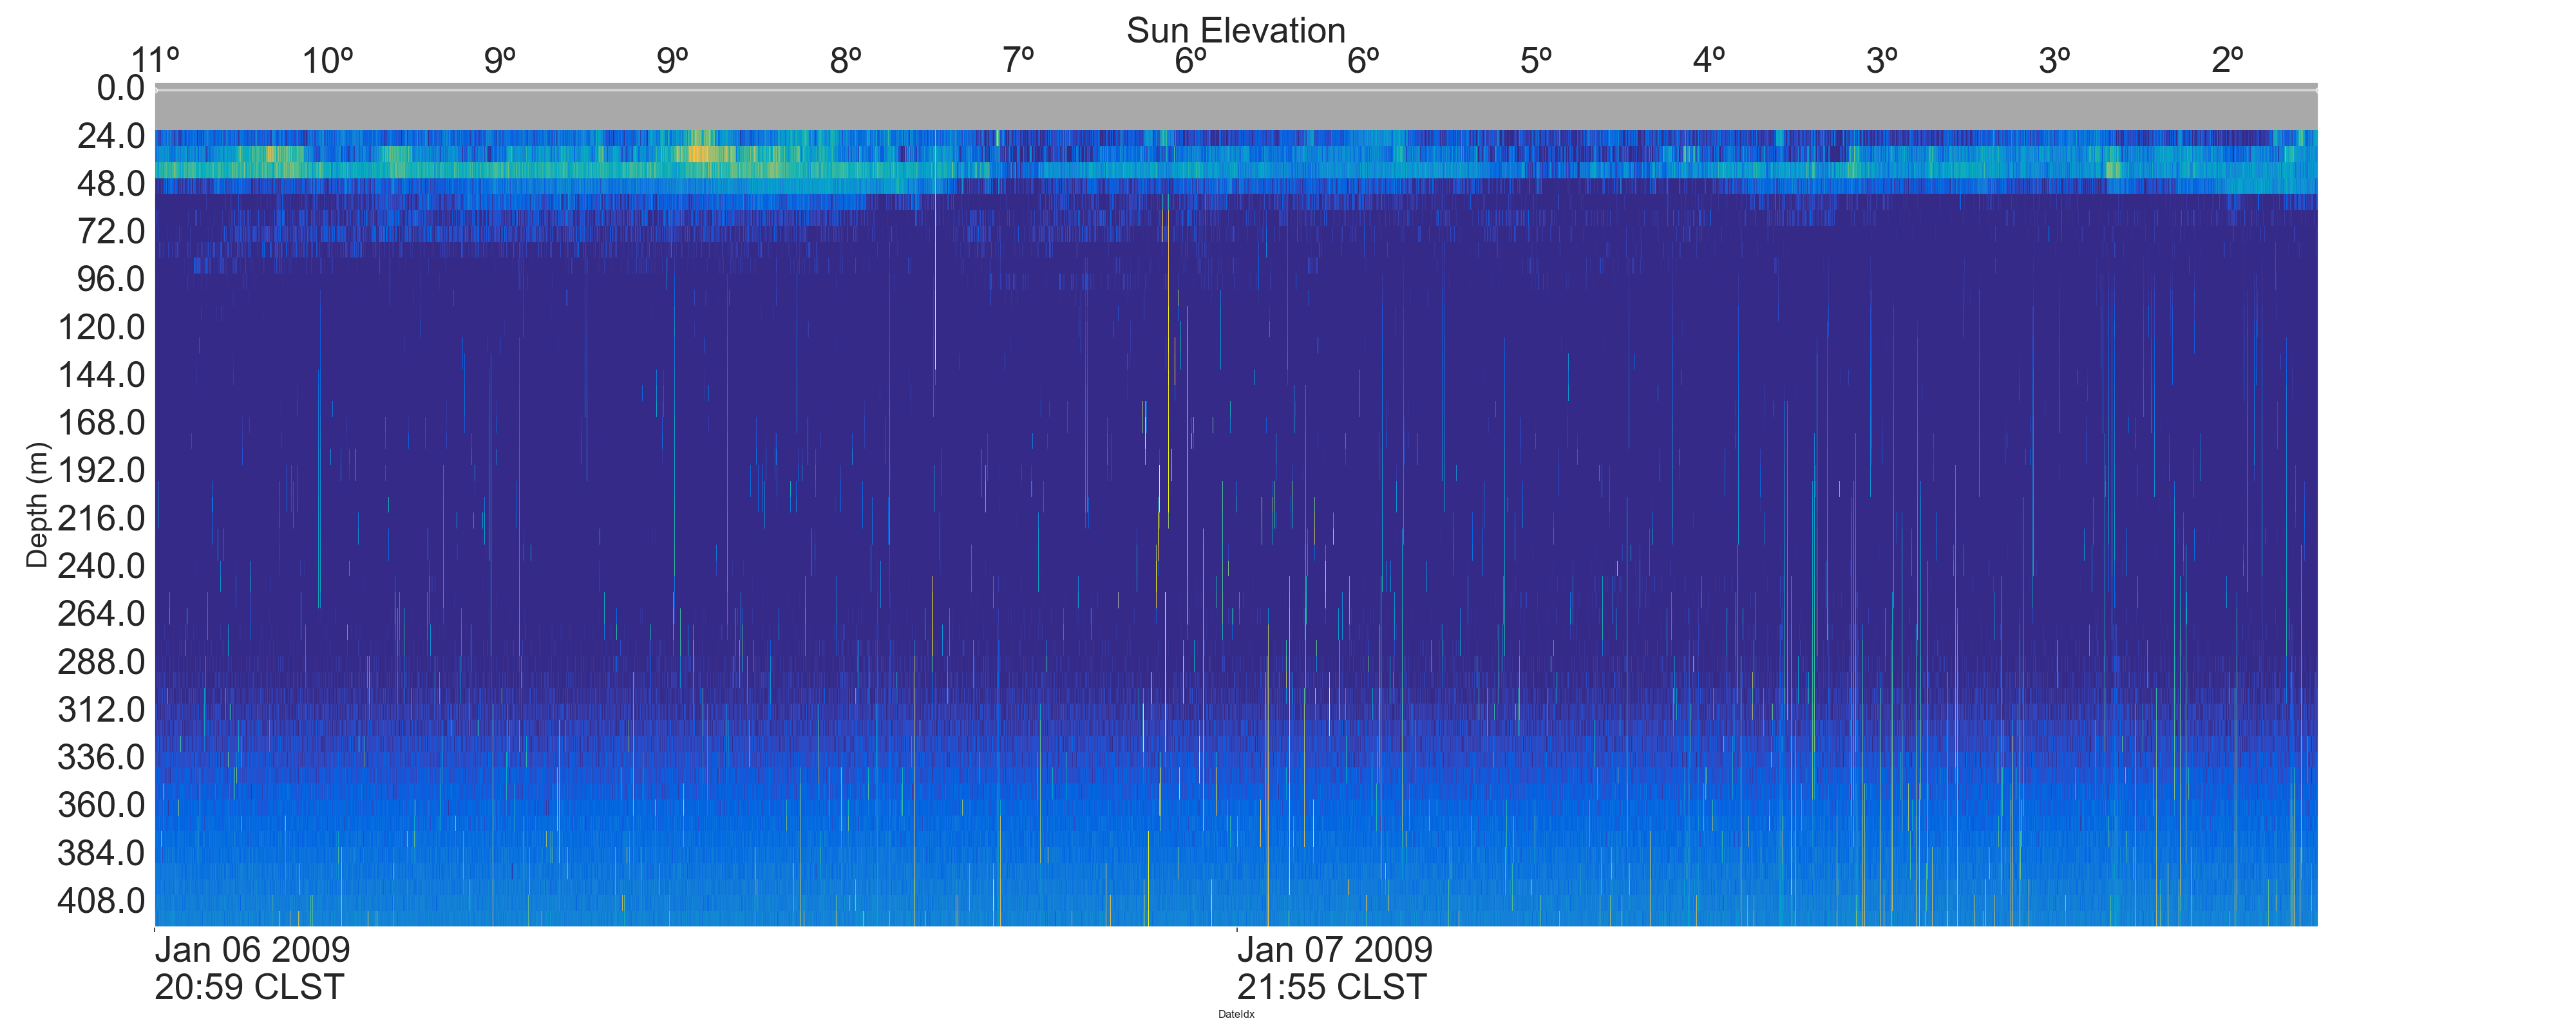 Sun Elevation
11º 10º 9º 9º 8º 7º 6º 6º 5º 4º 3º 3º 2º
0.0
24.0
48.0
72.0
96.0
120.0
144.0
168.0
192.0
216.0
240.0
264.0
288.0
312.0
336.0
360.0
384.0
408.0
Depth (m)
Jan 06 2009
20:59 CLST
Jan 07 2009
21:55 CLST
DateIdx